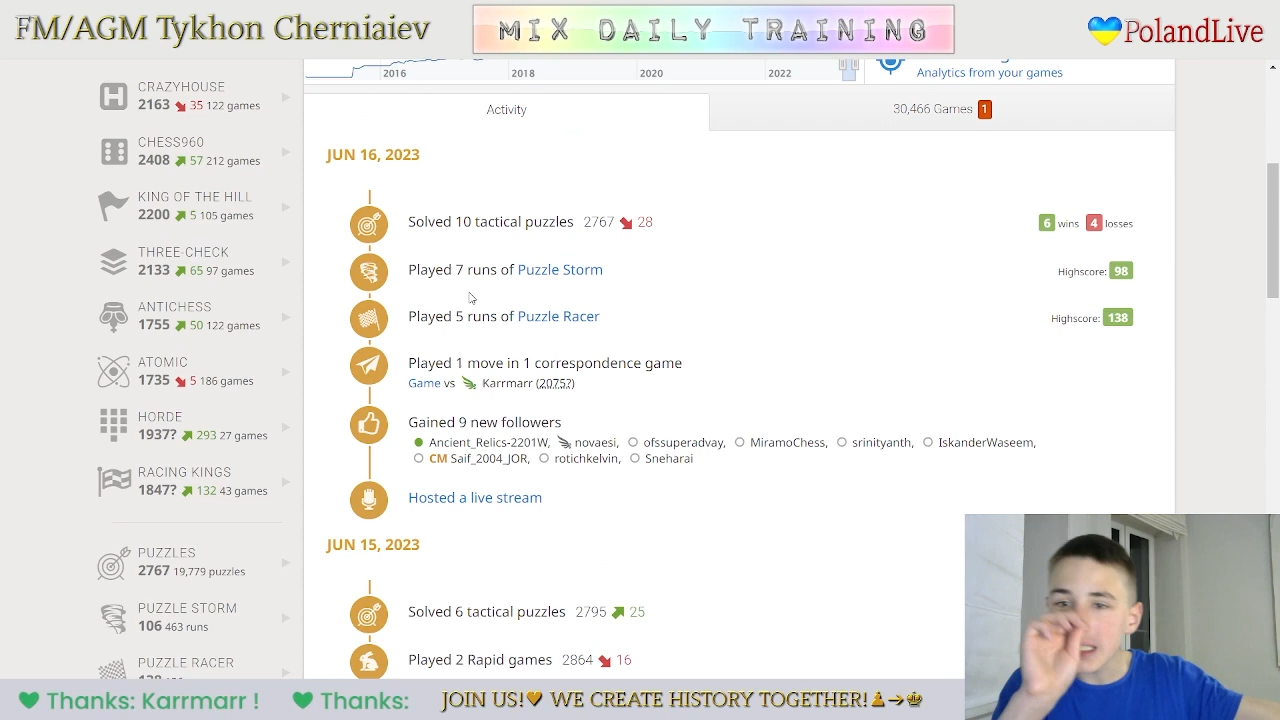 FM/AGM Tykhon Cherniaiev
MIX DAILY TRAINING
PolandLive
CRAZYHOUSE
2163 35 122 games
CHESS960
2408 57 212 games
KING OF THE HILL
2200 5 105 games
THREE-CHECK
2133 65 97 games
ANTICHESS
1755 50 122 games
ATOMIC
1735 5 186 games
HORDE
1937? 293 27 games
RACING KINGS
1847? 132 43 games
PUZZLES
2767 19,779 puzzles
PUZZLE STORM
106 463 runs
PUZZLE RACER
2016 2018 2020 2022
Analytics from your games
Activity
30,466 Games 1
JUN 16, 2023
Solved 10 tactical puzzles 2767 28
6 wins 4 losses
Played 7 runs of Puzzle Storm
Highscore: 98
Played 5 runs of Puzzle Racer
Highscore: 138
Played 1 move in 1 correspondence game
Game vs Karrmarr (2075?)
Gained 9 new followers
Ancient_Relics-2201W, novaesi, ofssuperadvay, MiramoChess, srinityanth, IskanderWaseem,
CM Saif_2004_JOR, rotichkelvin, Sneharai
Hosted a live stream
JUN 15, 2023
Solved 6 tactical puzzles 2795 25
Played 2 Rapid games 2864 16
Thanks: Karrmarr ! Thanks:
JOIN US! WE CREATE HISTORY TOGETHER!